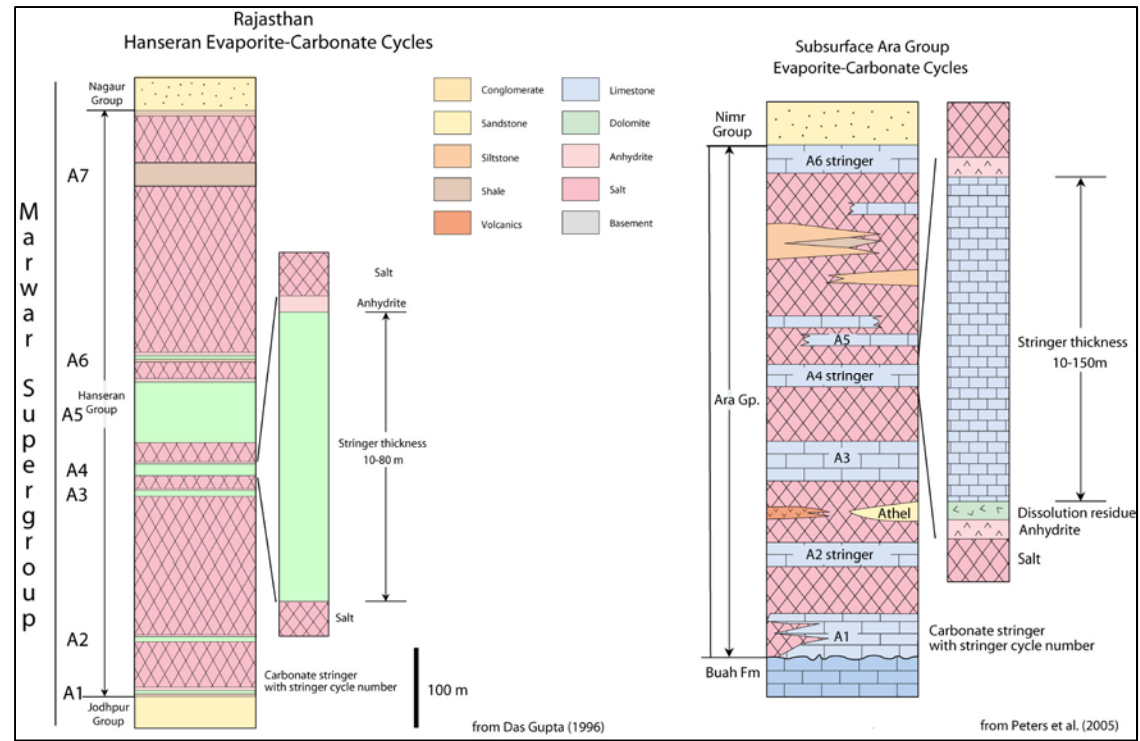 Rajasthan
Hanseran Evaporite-Carbonate Cycles
Marwar Supergroup
Nagaur
Group
A7
A6
Hanseran
Group
A5
A4
A3
A2
A1
Jodhpur
Group
Salt
Anhydrite
Stringer thickness
10-80 m
Salt
Carbonate stringer
with stringer cycle number
100 m
from Das Gupta (1996)
Conglomerate
Sandstone
Siltstone
Shale
Volcanics
Limestone
Dolomite
Anhydrite
Salt
Basement
Subsurface Ara Group
Evaporite-Carbonate Cycles
Nimr
Group
A6 stringer
A5
A4 stringer
Ara Gp.
A3
Athel
A2 stringer
A1
Buah Fm
Stringer thickness
10-150m
Dissolution residue
Anhydrite
Salt
Carbonate stringer
with stringer cycle number
from Peters et al. (2005)